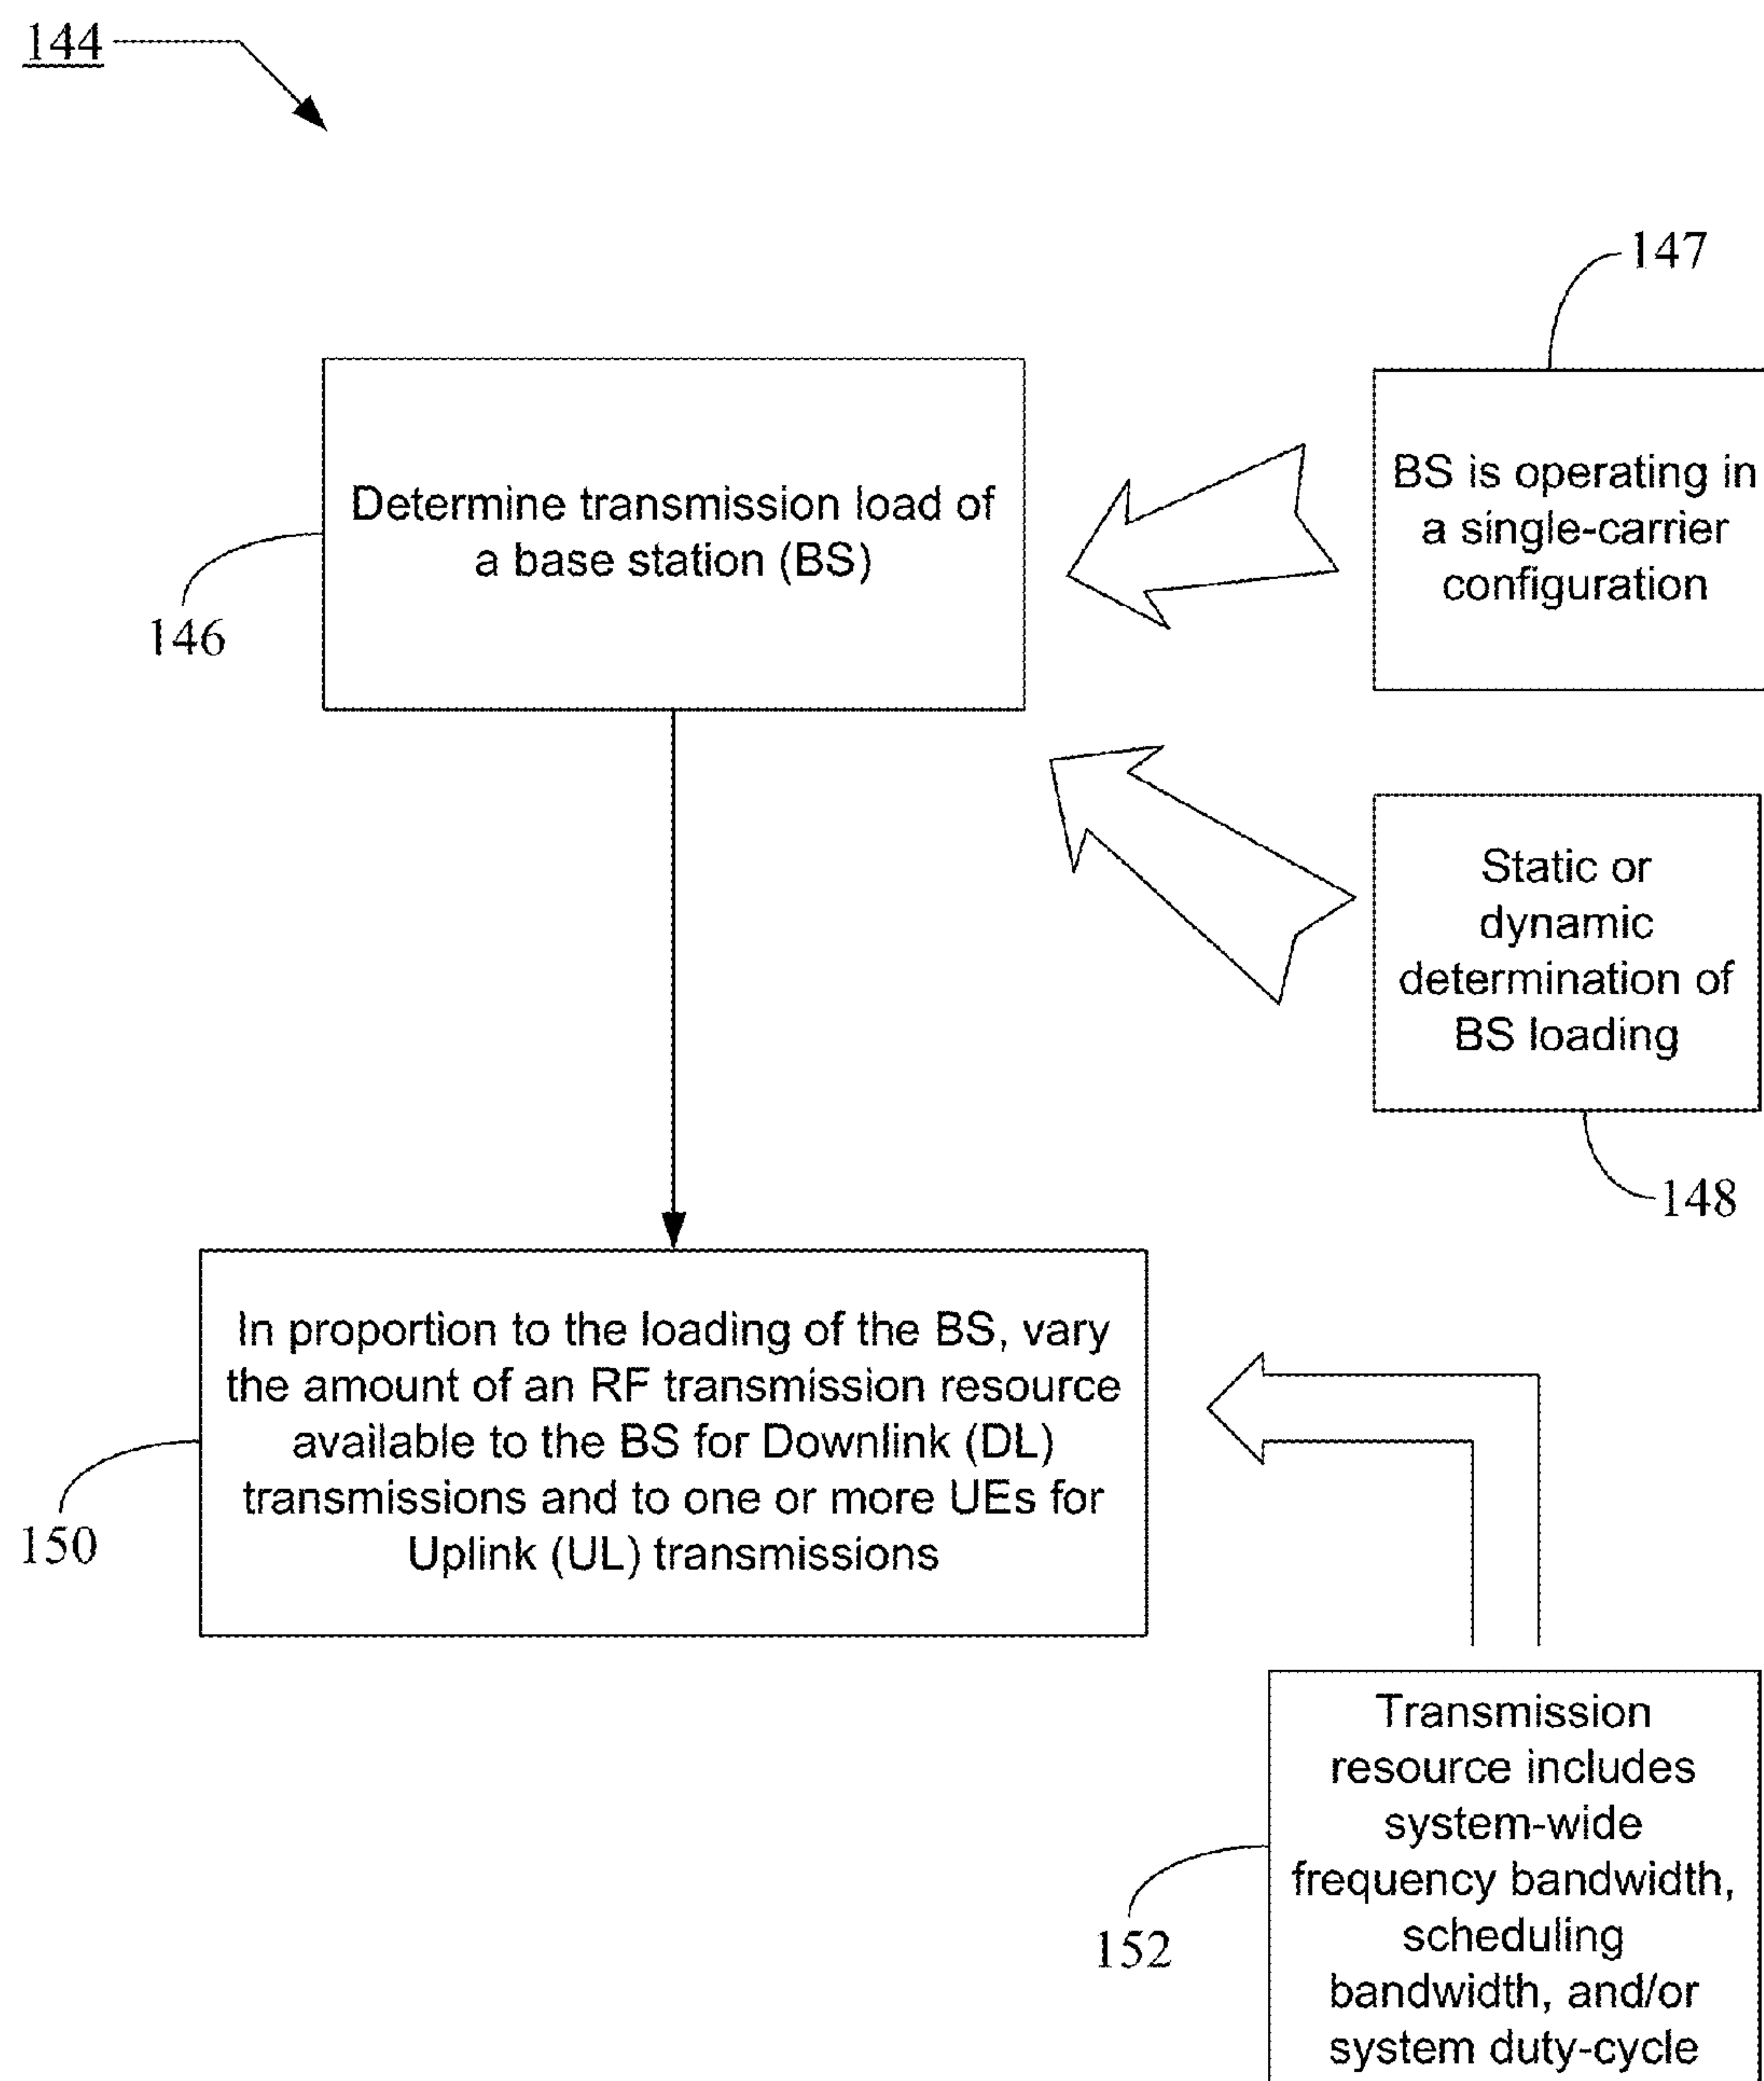 144
147
Determine transmission load of
a base station (BS)
146
BS is operating in
a single-carrier
configuration
Static or
dynamic
determination of
BS loading
148
In proportion to the loading of the BS, vary
the amount of an RF transmission resource
available to the BS for Downlink (DL)
transmissions and to one or more UEs for
Uplink (UL) transmissions
150
Transmission
resource includes
system-wide
frequency bandwidth,
scheduling
bandwidth, and/or
system duty-cycle
152